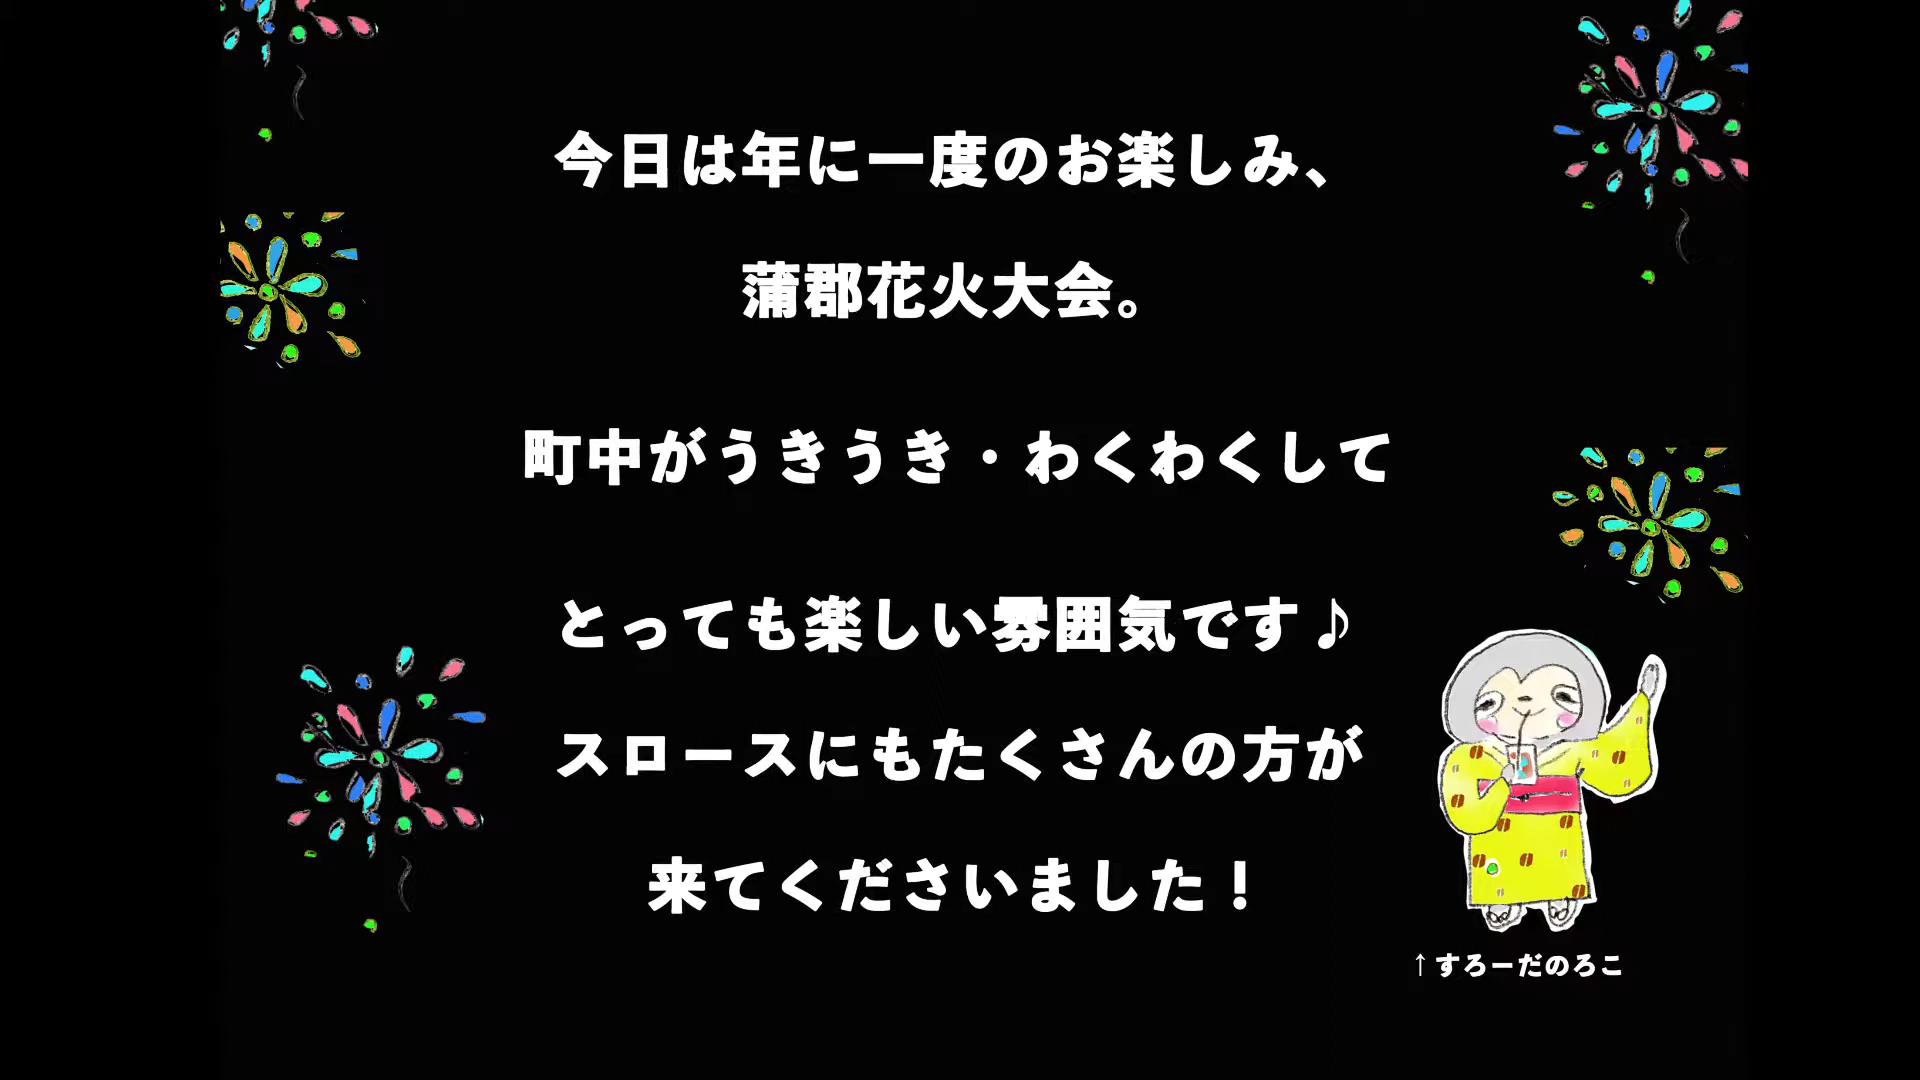 今日は年に一度のお楽しみ、
蒲郡花火大会。
町中がうきうき・わくわくして
とっても楽しい雰囲気です♪
スロースにもたくさんの方が
来てくださいました！
↑すろーだのろこ